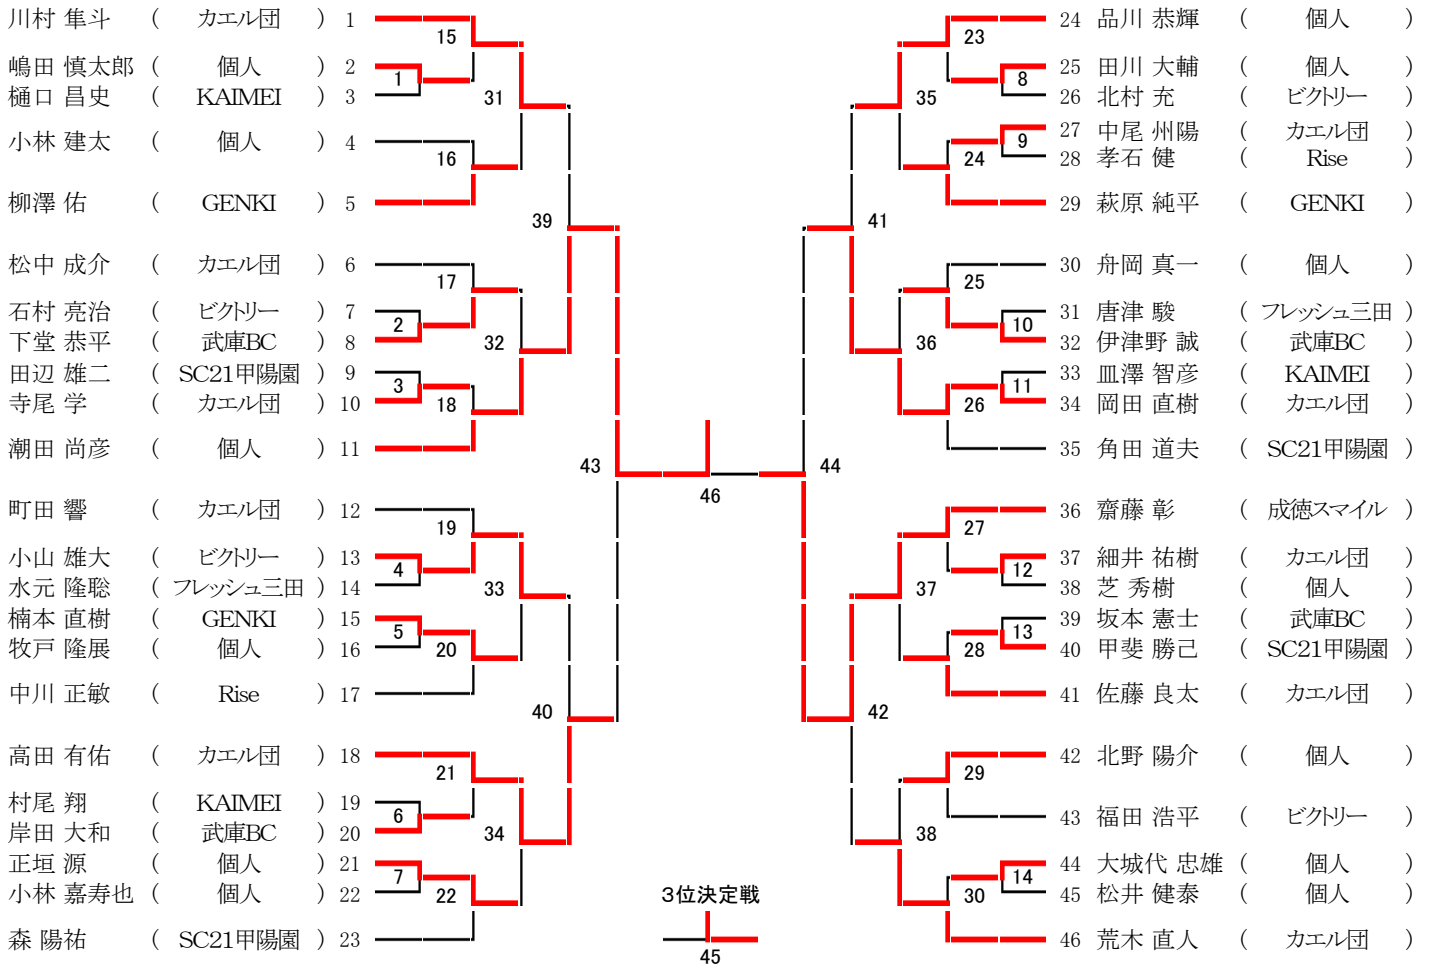 川村 隼斗 ( カエル団 ) 1
嶋田 慎太郎 ( 個人 ) 2
樋口 昌史 ( KAIMEI ) 3
小林 建太 ( 個人 ) 4
柳澤 佑 ( GENKI ) 5
松中 成介 ( カエル団 ) 6
石村 亮治 ( ビクトリー ) 7
下堂 恭平 ( 武庫BC ) 8
田辺 雄二 ( SC21甲陽園 ) 9
寺尾 学 ( カエル団 ) 10
潮田 尚彦 ( 個人 ) 11
町田 響 ( カエル団 ) 12
小山 雄大 ( ビクトリー ) 13
水元 隆聡 ( フレッシュ三田 ) 14
楠本 直樹 ( GENKI ) 15
牧戸 隆展 ( 個人 ) 16
中川 正敏 ( Rise ) 17
高田 有佑 ( カエル団 ) 18
村尾 翔 ( KAIMEI ) 19
岸田 大和 ( 武庫BC ) 20
正垣 源 ( 個人 ) 21
小林 嘉寿也 ( 個人 ) 22
森 陽祐 ( SC21甲陽園 ) 23
1
2
3
4
5
6
7
15
16
17
18
19
20
21
22
31
32
33
34
39
40
43
46
3位決定戦
45
44
41
42
35
36
37
38
23
24
25
26
27
28
29
30
8
9
10
11
12
13
14
24 品川 恭輝 ( 個人 )
25 田川 大輔 ( 個人 )
26 北村 充 ( ビクトリー )
27 中尾 州陽 ( カエル団 )
28 孝石 健 ( Rise )
29 萩原 純平 ( GENKI )
30 舟岡 真一 ( 個人 )
31 唐津 駿 ( フレッシュ三田 )
32 伊津野 誠 ( 武庫BC )
33 皿澤 智彦 ( KAIMEI )
34 岡田 直樹 ( カエル団 )
35 角田 道夫 ( SC21甲陽園 )
36 齋藤 彰 ( 成徳スマイル )
37 細井 祐樹 ( カエル団 )
38 芝 秀樹 ( 個人 )
39 坂本 憲士 ( 武庫BC )
40 甲斐 勝己 ( SC21甲陽園 )
41 佐藤 良太 ( カエル団 )
42 北野 陽介 ( 個人 )
43 福田 浩平 ( ビクトリー )
44 大城代 忠雄 ( 個人 )
45 松井 健泰 ( 個人 )
46 荒木 直人 ( カエル団 )